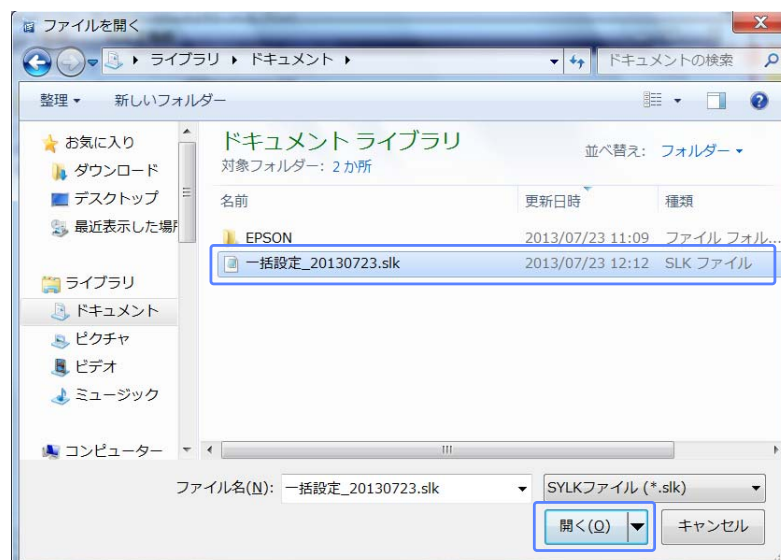 ファイルを開く
ライブラリ ドキュメント ドキュメントの検索
整理 新しいフォルダー
お気に入り
ダウンロード
デスクトップ
最近表示した場所
ライブラリ
ドキュメント
ピクチャ
ビデオ
ミュージック
コンピューター
ドキュメント ライブラリ
対象フォルダー: 2 か所
並べ替え: フォルダー
名前 更新日時 種類
EPSON 2013/07/23 11:09 ファイル フォル...
一括設定_20130723.slk 2013/07/23 12:12 SLK ファイル
ファイル名(N): 一括設定_20130723.slk SYLKファイル (*.slk)
開く(O) キャンセル